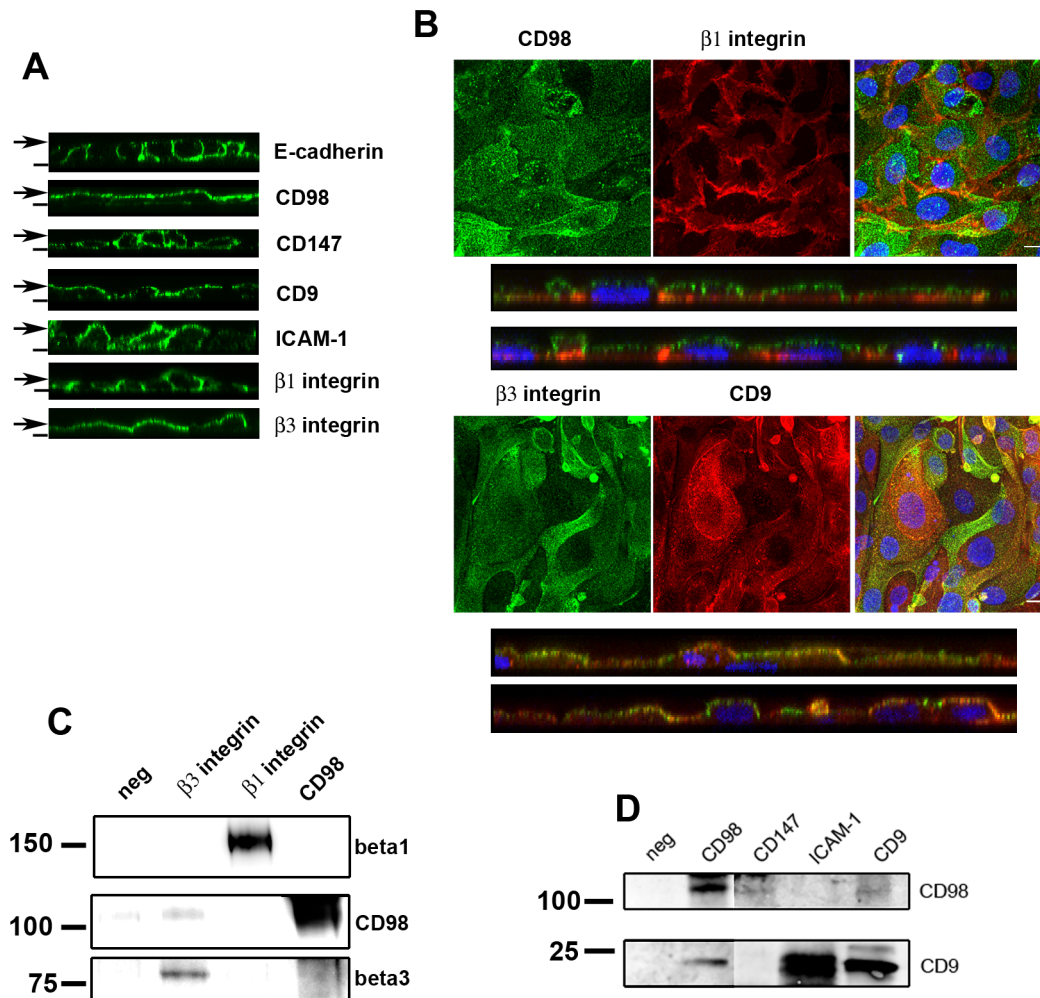 A
E-cadherin
CD98
CD147
CD9
ICAM-1
β1 integrin
β3 integrin
B
CD98 β1 integrin
β3 integrin CD9
C
neg β3 integrin β1 integrin CD98
150 beta1
100 CD98
75 beta3
D
neg CD98 CD147 ICAM-1 CD9
100 CD98
25 CD9